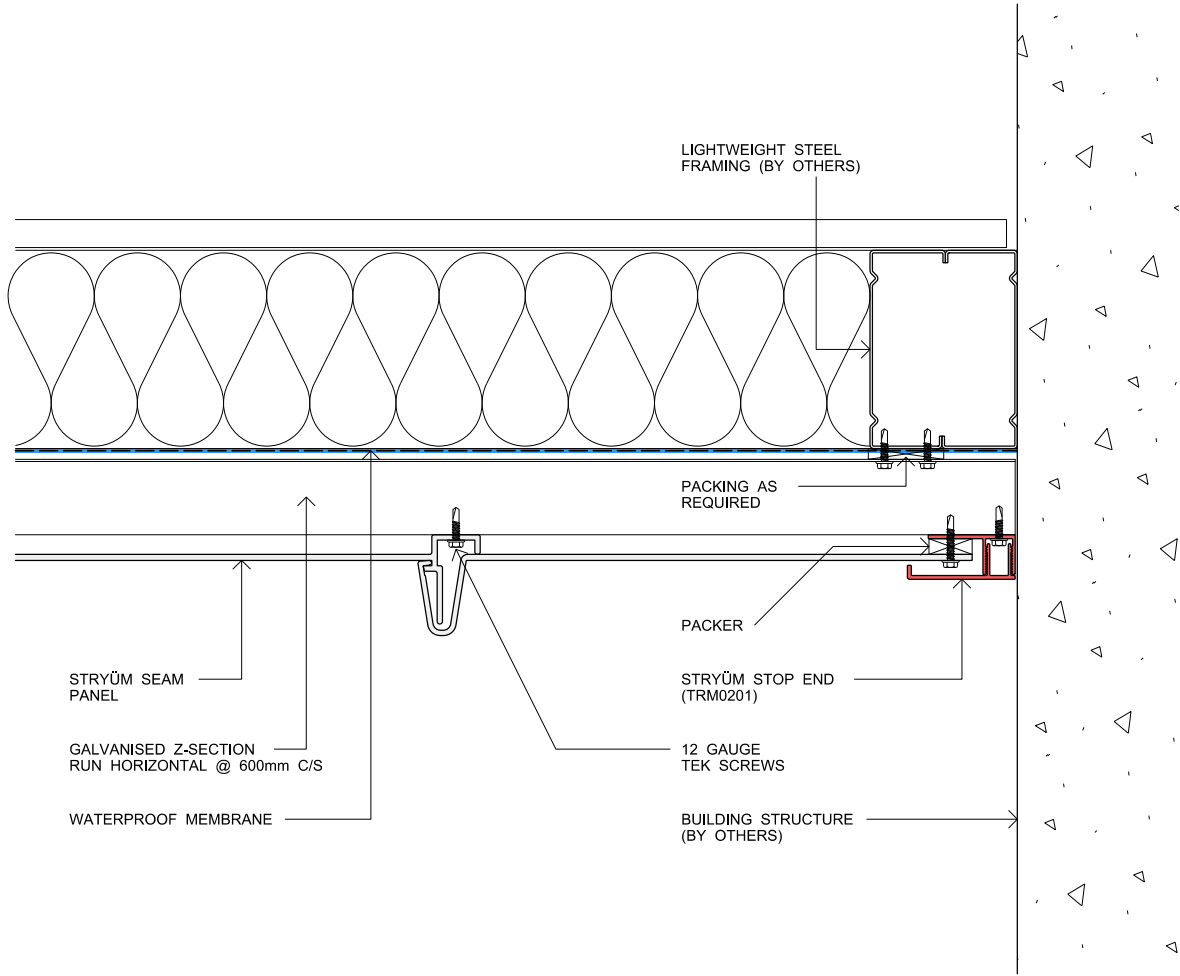 LIGHTWEIGHT STEEL
FRAMING (BY OTHERS)
PACKING AS
REQUIRED
PACKER
STRYÜM SEAM
PANEL
STRYÜM STOP END
(TRM0201)
GALVANISED Z-SECTION
RUN HORIZONTAL @ 600mm C/S
12 GAUGE
TEK SCREWS
WATERPROOF MEMBRANE
BUILDING STRUCTURE
(BY OTHERS)